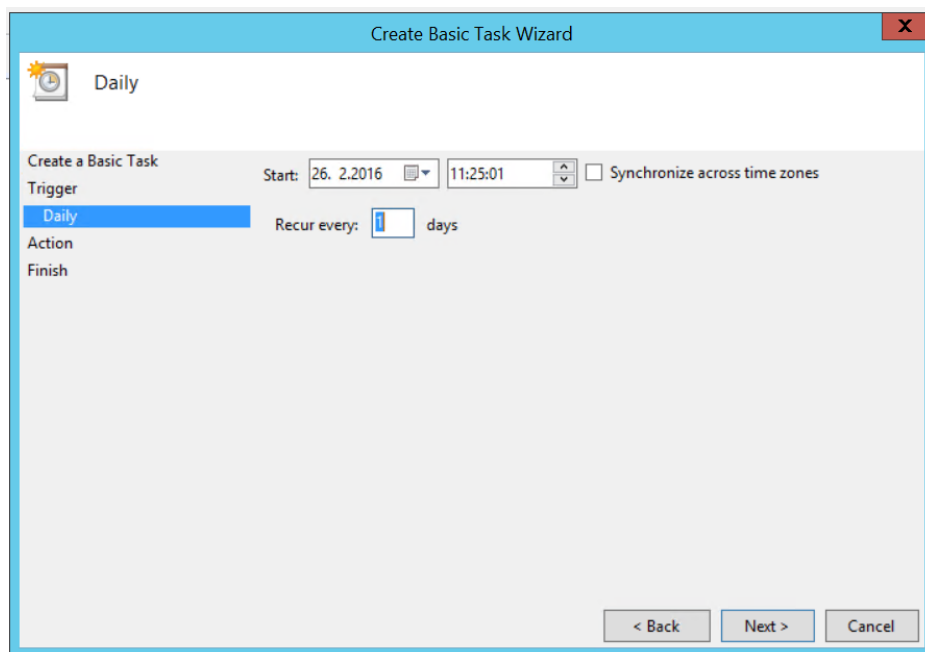 Create Basic Task Wizard
X
Daily
Create a Basic Task
Trigger
Daily
Action
Finish
Start: 26. 2.2016 11:25:01 Synchronize across time zones
Recur every: 1 days
< Back Next > Cancel